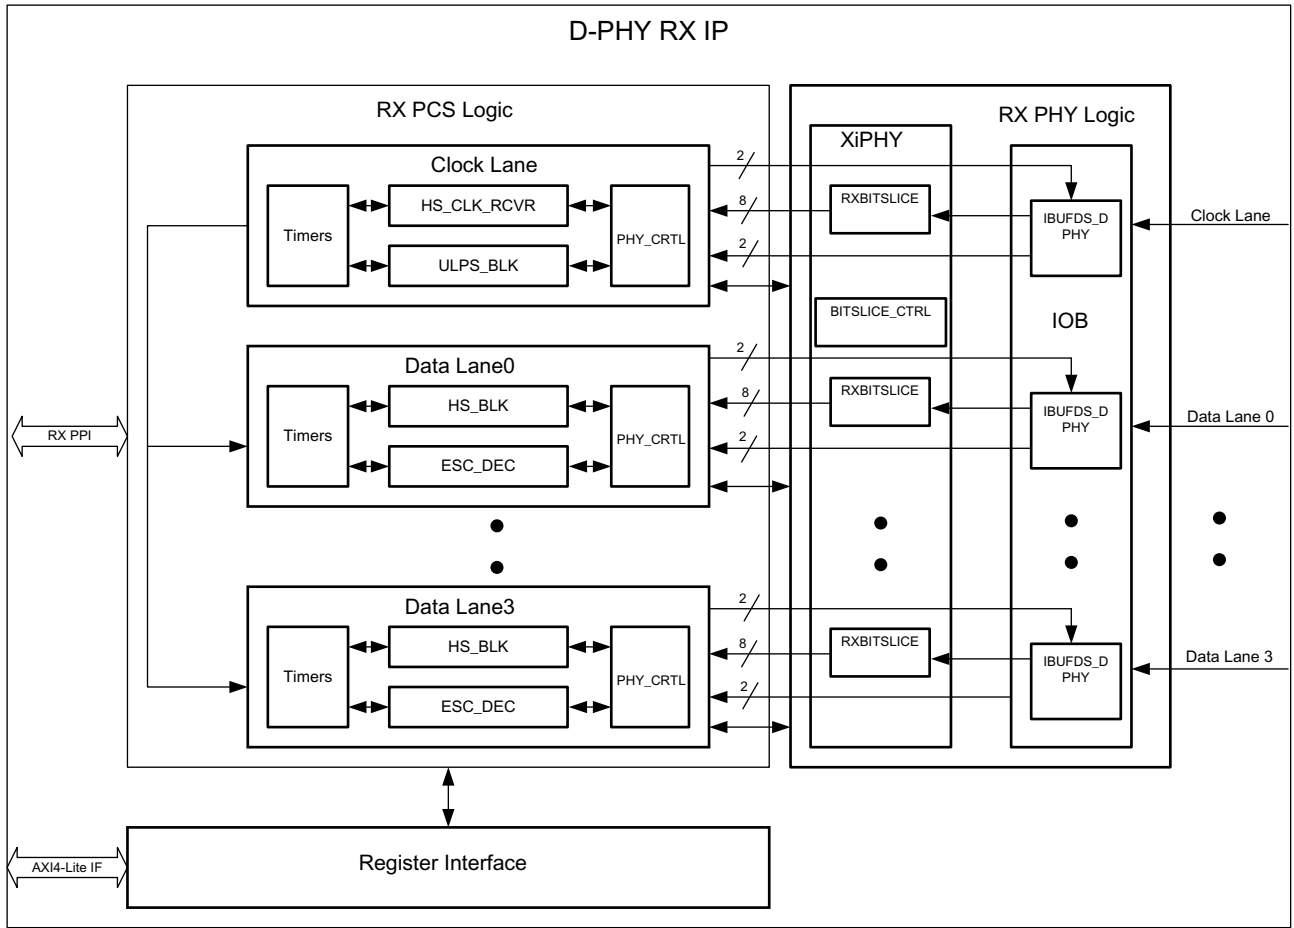 D-PHY RX IP
RX PCS Logic
RX PHY Logic
XiPHY
Clock Lane
Timers
HS_CLK_RCVR
ULPS_BLK
PHY_CRTL
2
8
2
RXBITSLICE
IBUFDS_D
PHY
Clock Lane
BITSLICE_CTRL
IOB
Data Lane0
Timers
HS_BLK
ESC_DEC
PHY_CRTL
2
8
2
RXBITSLICE
IBUFDS_D
PHY
Data Lane 0
RX PPI
Data Lane3
Timers
HS_BLK
ESC_DEC
PHY_CRTL
2
8
2
RXBITSLICE
IBUFDS_D
PHY
Data Lane 3
Register Interface
AXI4-Lite IF